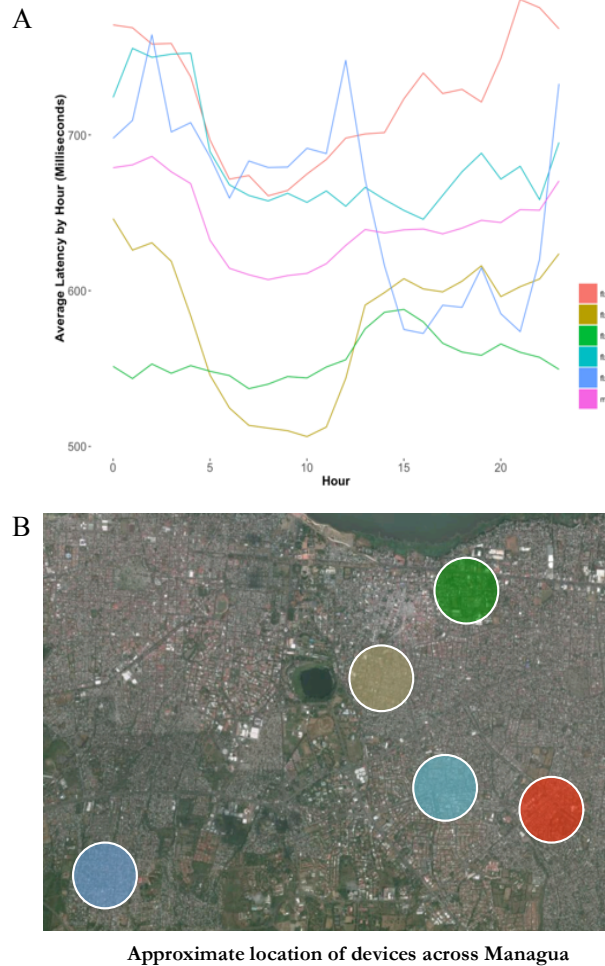 A
Average Latency by Hour (Milliseconds)
700-
600-
500-
0 5 10 15 20
Hour
B
Approximate location of devices across Managua